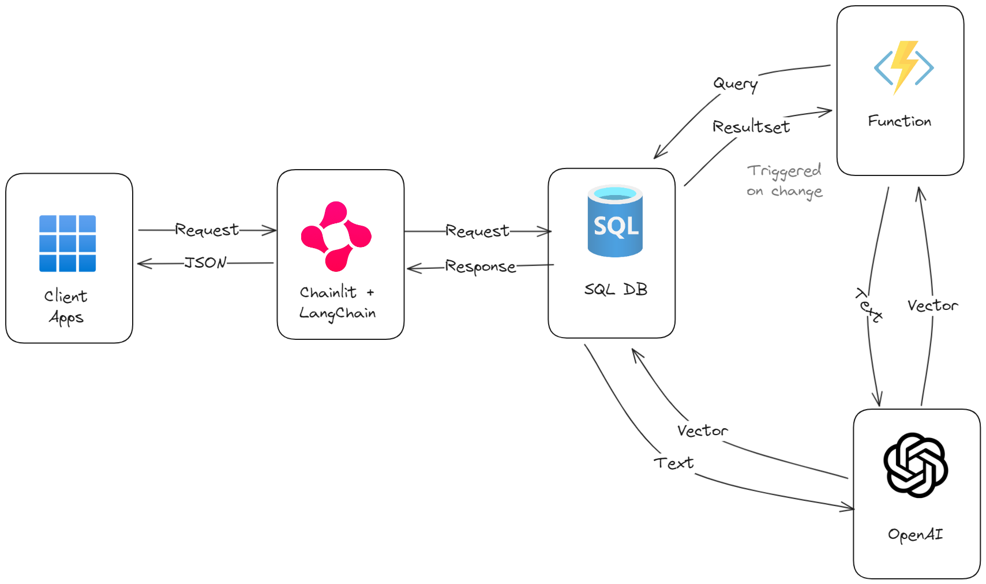 Query
Resultset
Function
Triggered
on change
Request
JSON
Client
Apps
Chainlit +
LangChain
Request
Response
SQL
SQL DB
Text
Vector
Vector
Text
OpenAI